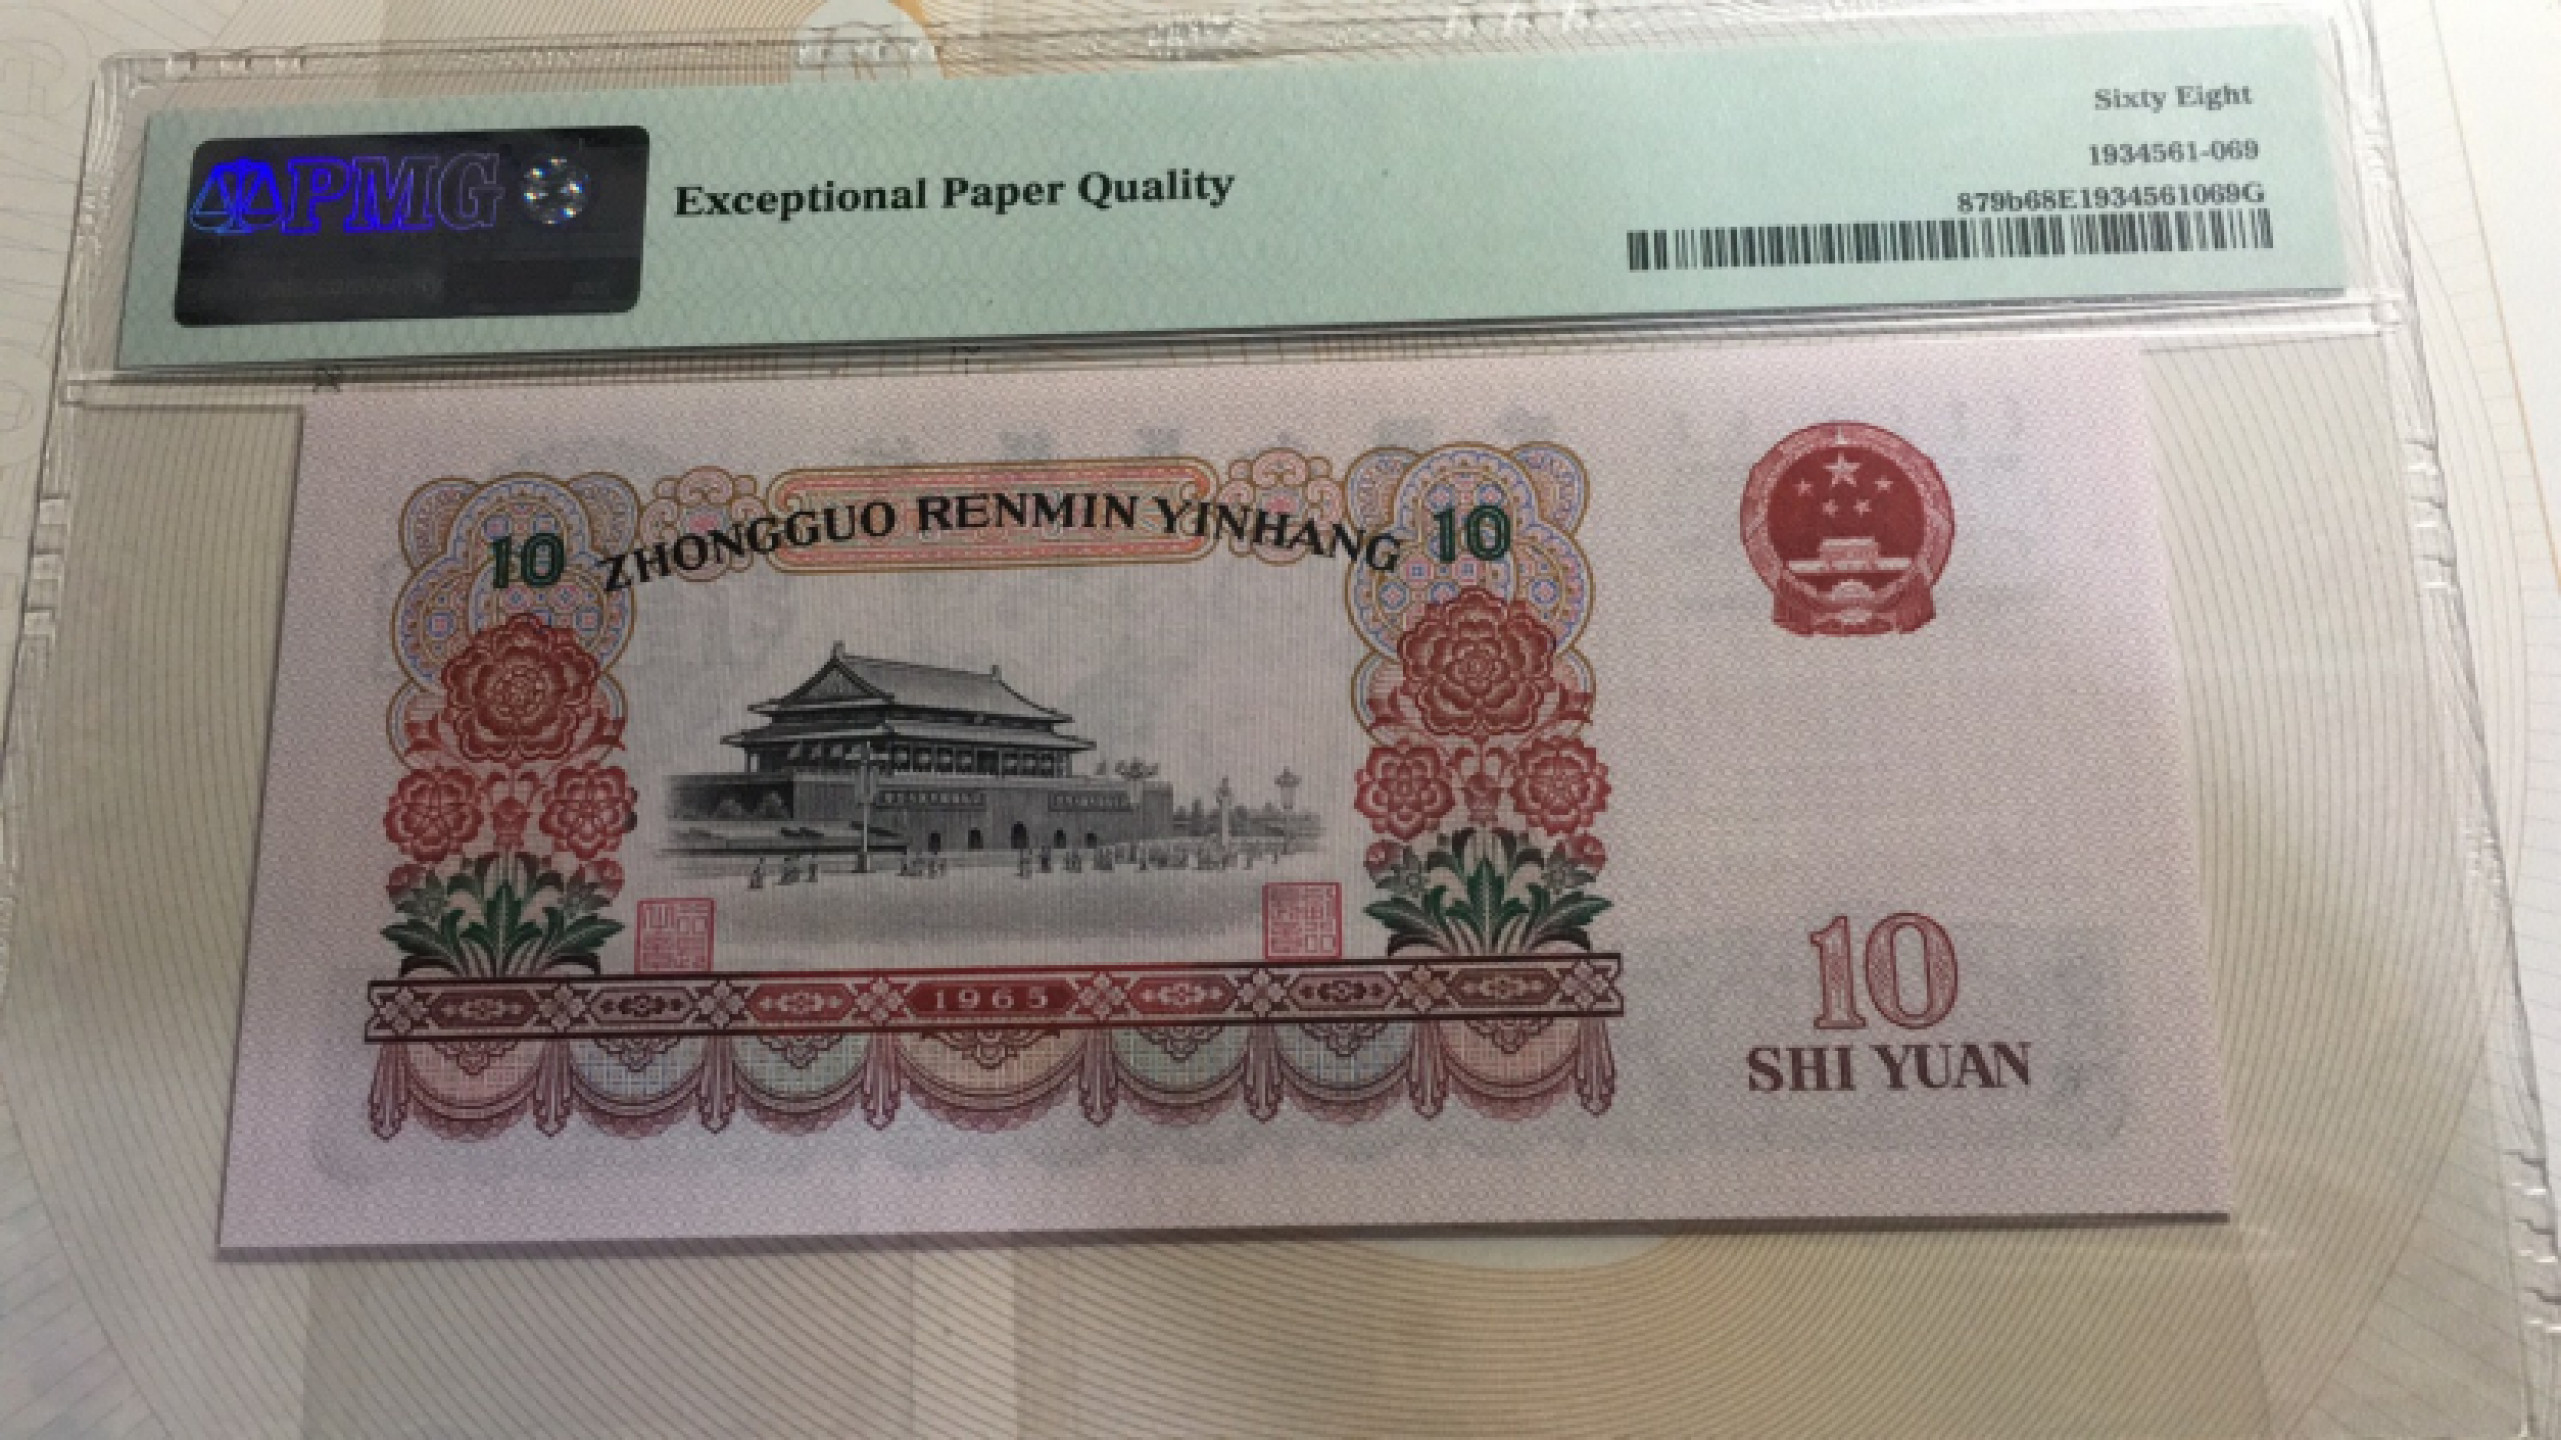 Sixty Eight
PMG
Exceptional Paper Quality
1934561-069
879b68E1934561069G
ZHONGGUO RENMIN YINHANG
10
10
1965
10
SHI YUAN